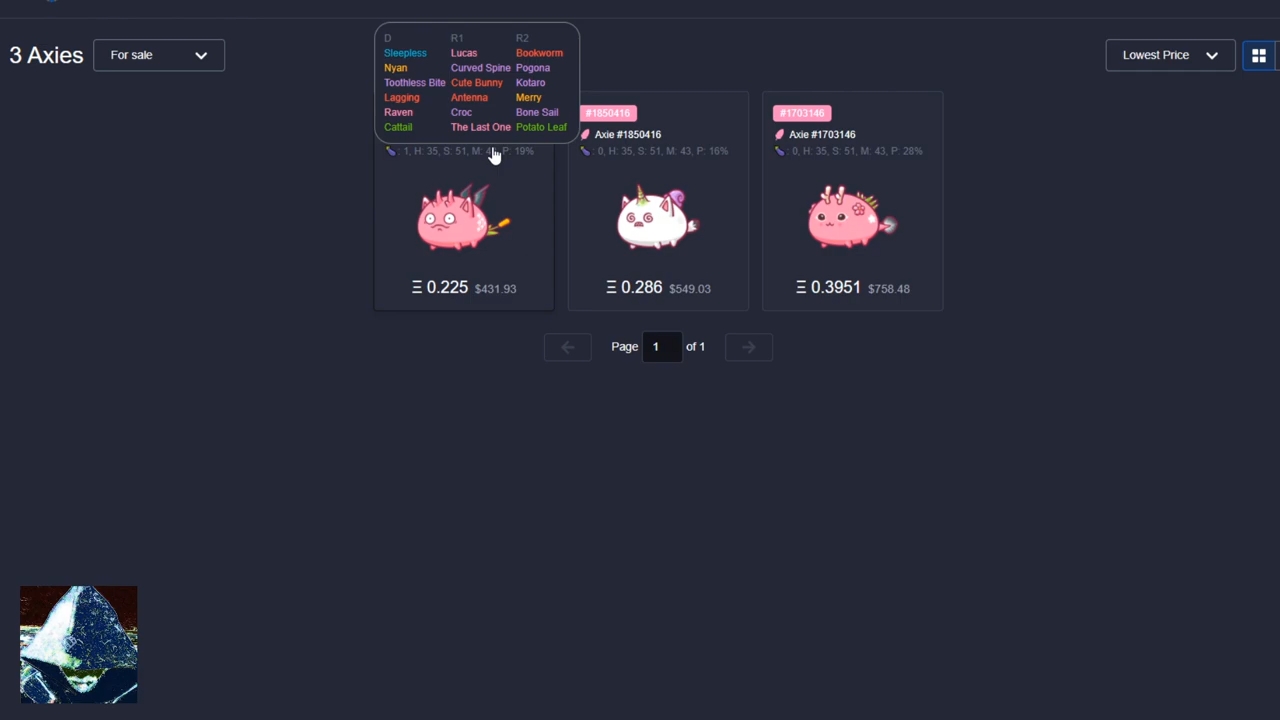 3 Axies
For sale
Lowest Price
D R1 R2
Sleepless Lucas Bookworm
Nyan Curved Spine Pogona
Toothless Bite Cute Bunny Kotaro
Lagging Antenna Merry
Raven Croc Bone Sail
Cattail The Last One Potato Leaf
: 1, H: 35, S: 51, M: P: 19%
Ξ 0.225 $431.93
#1850416
Axie #1850416
: 0, H: 35, S: 51, M: 43, P: 16%
Ξ 0.286 $549.03
#1703146
Axie #1703146
: 0, H: 35, S: 51, M: 43, P: 28%
Ξ 0.3951 $758.48
Page 1 of 1